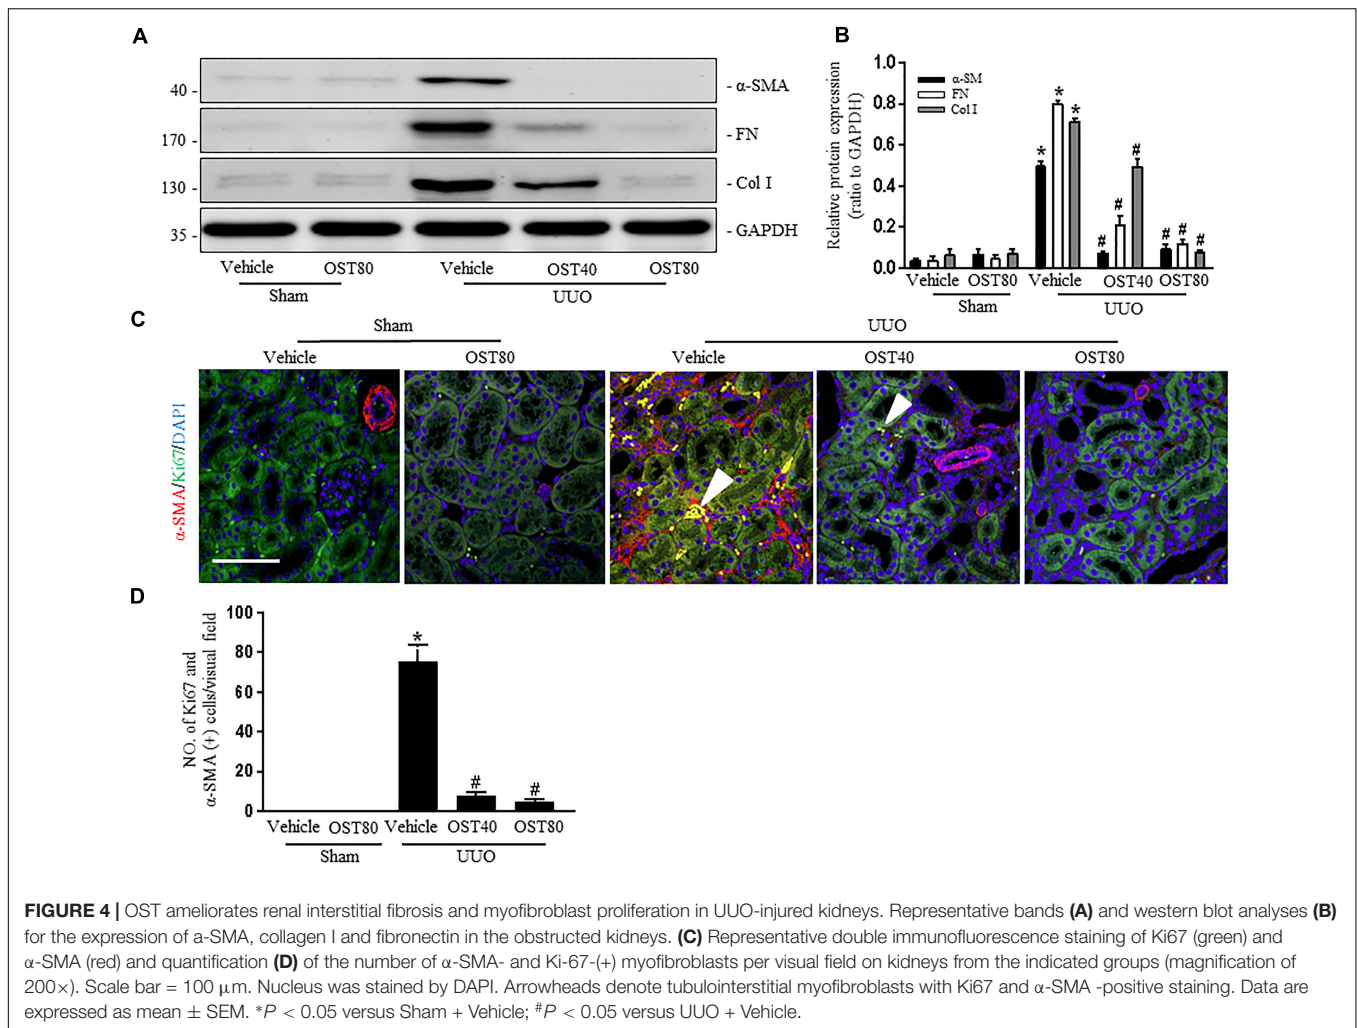 A
40 -
- α-SMA
170 -
- FN
130 -
- Col I
35 -
- GAPDH
Vehicle OST80 Vehicle OST40 OST80
Sham UUO
B
Relative protein expression
(ratio to GAPDH)
1.0
0.8
0.6
0.4
0.2
0.0
α-SM
FN
Col I
* * *
# # #
# # #
Vehicle OST80 Vehicle OST40 OST80
Sham UUO
C
Sham UUO
Vehicle OST80 Vehicle OST40 OST80
α-SMA/Ki67/DAPI
D
NO. of Ki67 and
α-SMA (+) cells/visual field
100
80
60
40
20
0
*
#
#
Vehicle OST80 Vehicle OST40 OST80
Sham UUO
FIGURE 4 | OST ameliorates renal interstitial fibrosis and myofibroblast proliferation in UUO-injured kidneys. Representative bands (A) and western blot analyses (B)
for the expression of a-SMA, collagen I and fibronectin in the obstructed kidneys. (C) Representative double immunofluorescence staining of Ki67 (green) and
α-SMA (red) and quantification (D) of the number of α-SMA- and Ki-67-(+) myofibroblasts per visual field on kidneys from the indicated groups (magnification of
200×). Scale bar = 100 μm. Nucleus was stained by DAPI. Arrowheads denote tubulointerstitial myofibroblasts with Ki67 and α-SMA -positive staining. Data are
expressed as mean ± SEM. *P < 0.05 versus Sham + Vehicle; #P < 0.05 versus UUO + Vehicle.